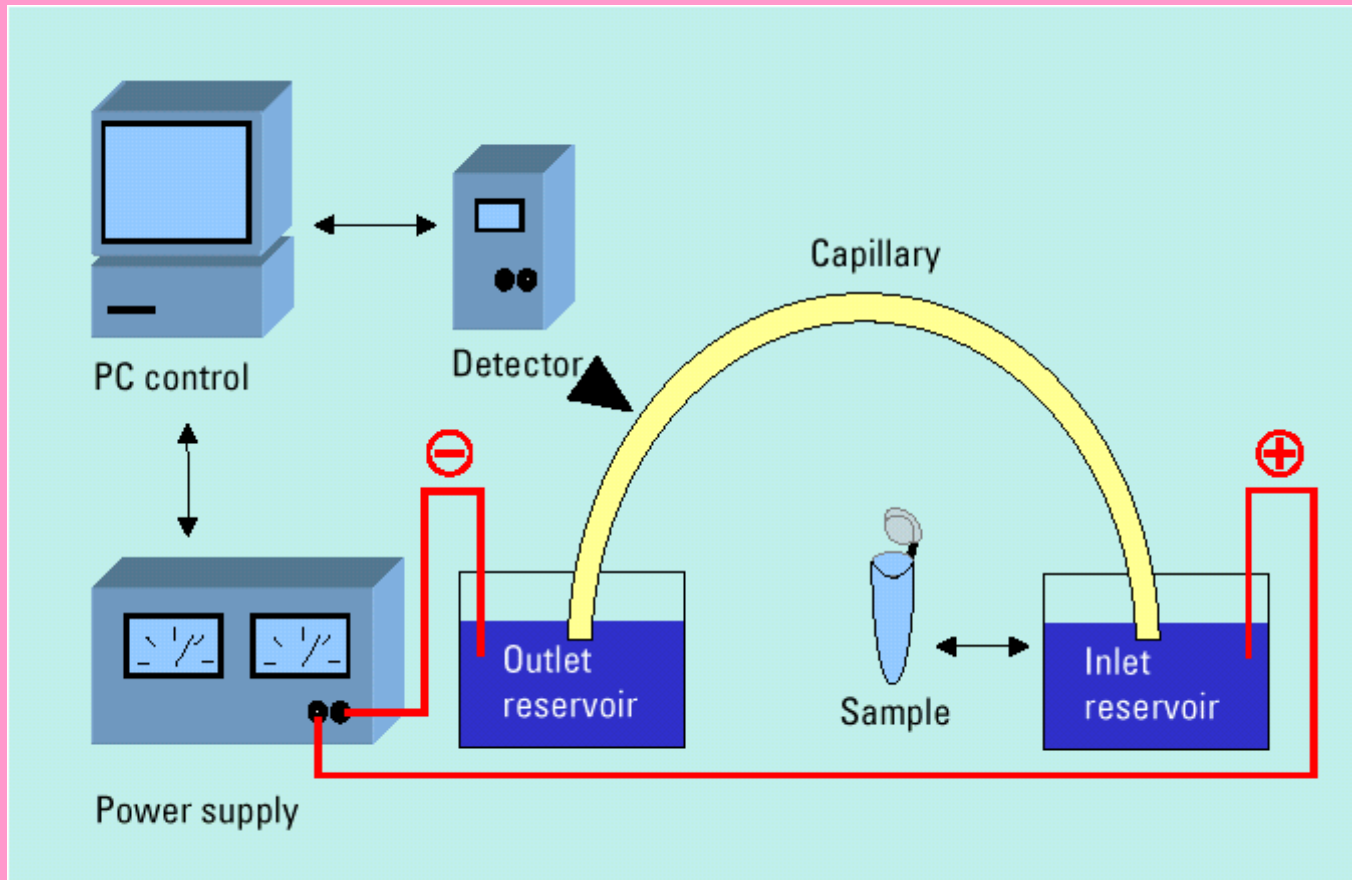 Capillary
PC control
Detector
Outlet
reservoir
Sample
Inlet
reservoir
Power supply